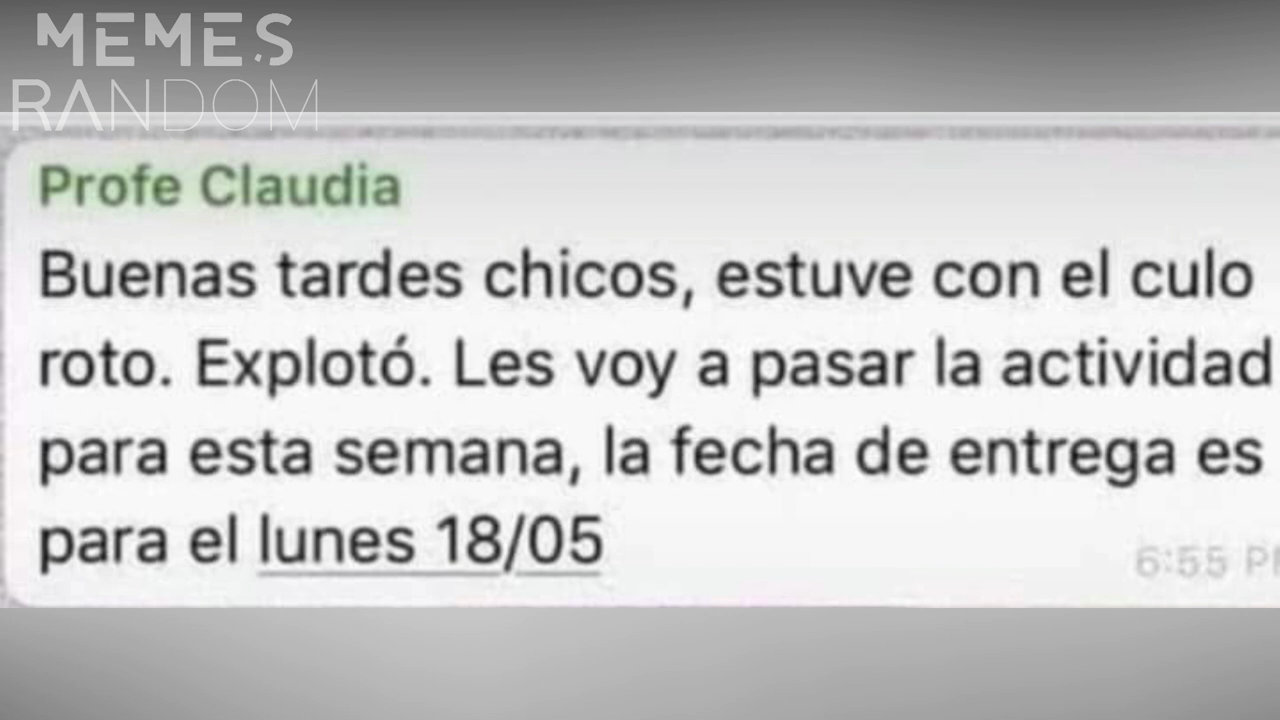 MEMES
RANDOM
Profe Claudia
Buenas tardes chicos, estuve con el culo
roto. Explotó. Les voy a pasar la actividad
para esta semana, la fecha de entrega es
para el lunes 18/05
6:55